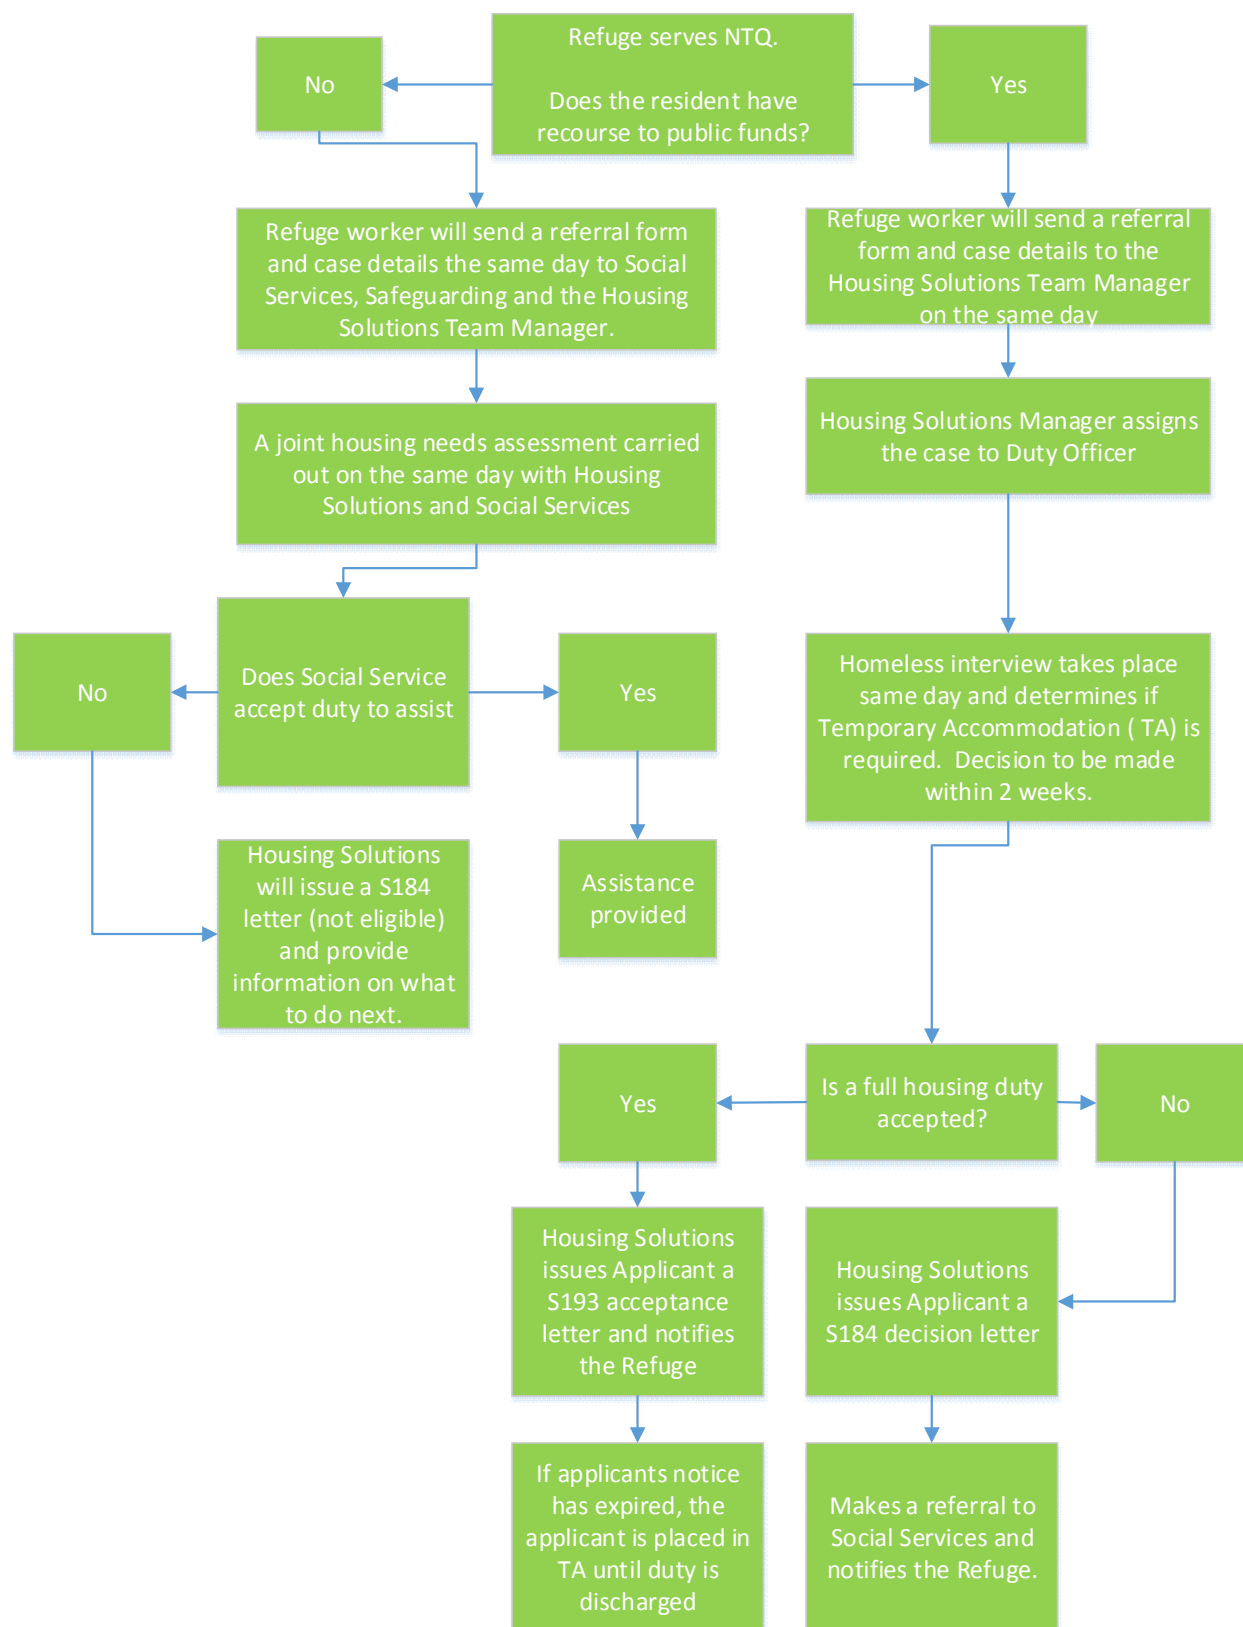 Refuge serves NTQ.
Does the resident have
recourse to public funds?
No
Yes
Refuge worker will send a referral form
and case details the same day to Social
Services, Safeguarding and the Housing
Solutions Team Manager.
Refuge worker will send a referral
form and case details to the
Housing Solutions Team Manager
on the same day
A joint housing needs assessment carried
out on the same day with Housing
Solutions and Social Services
Housing Solutions Manager assigns
the case to Duty Officer
No
Does Social Service
accept duty to assist
Yes
Homeless interview takes place
same day and determines if
Temporary Accommodation ( TA) is
required.  Decision to be made
within 2 weeks.
Housing Solutions
will issue a S184
letter (not eligible)
and provide
information on what
to do next.
Assistance
provided
Yes
Is a full housing duty
accepted?
No
Housing Solutions
issues Applicant a
S193 acceptance
letter and notifies
the Refuge
Housing Solutions
issues Applicant a
S184 decision letter
If applicants notice
has expired, the
applicant is placed in
TA until duty is
discharged
Makes a referral to
Social Services and
notifies the Refuge.